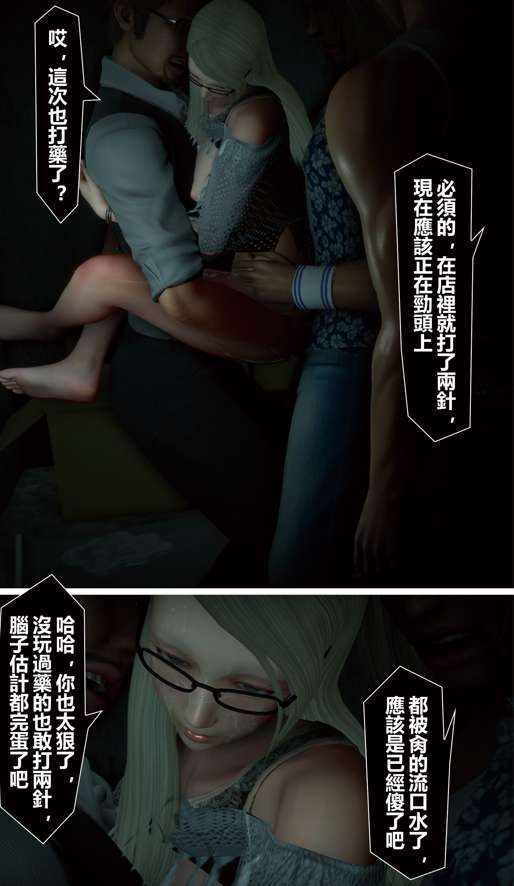 哎，這次也打藥了？
必須的，在店裡就打了兩針，
現在應該正在勁頭上
哈哈，你也太狠了，
沒玩過藥的也敢打兩針，
腦子估計都完蛋了吧
都被肏的流口水了，
應該是已經傻了吧